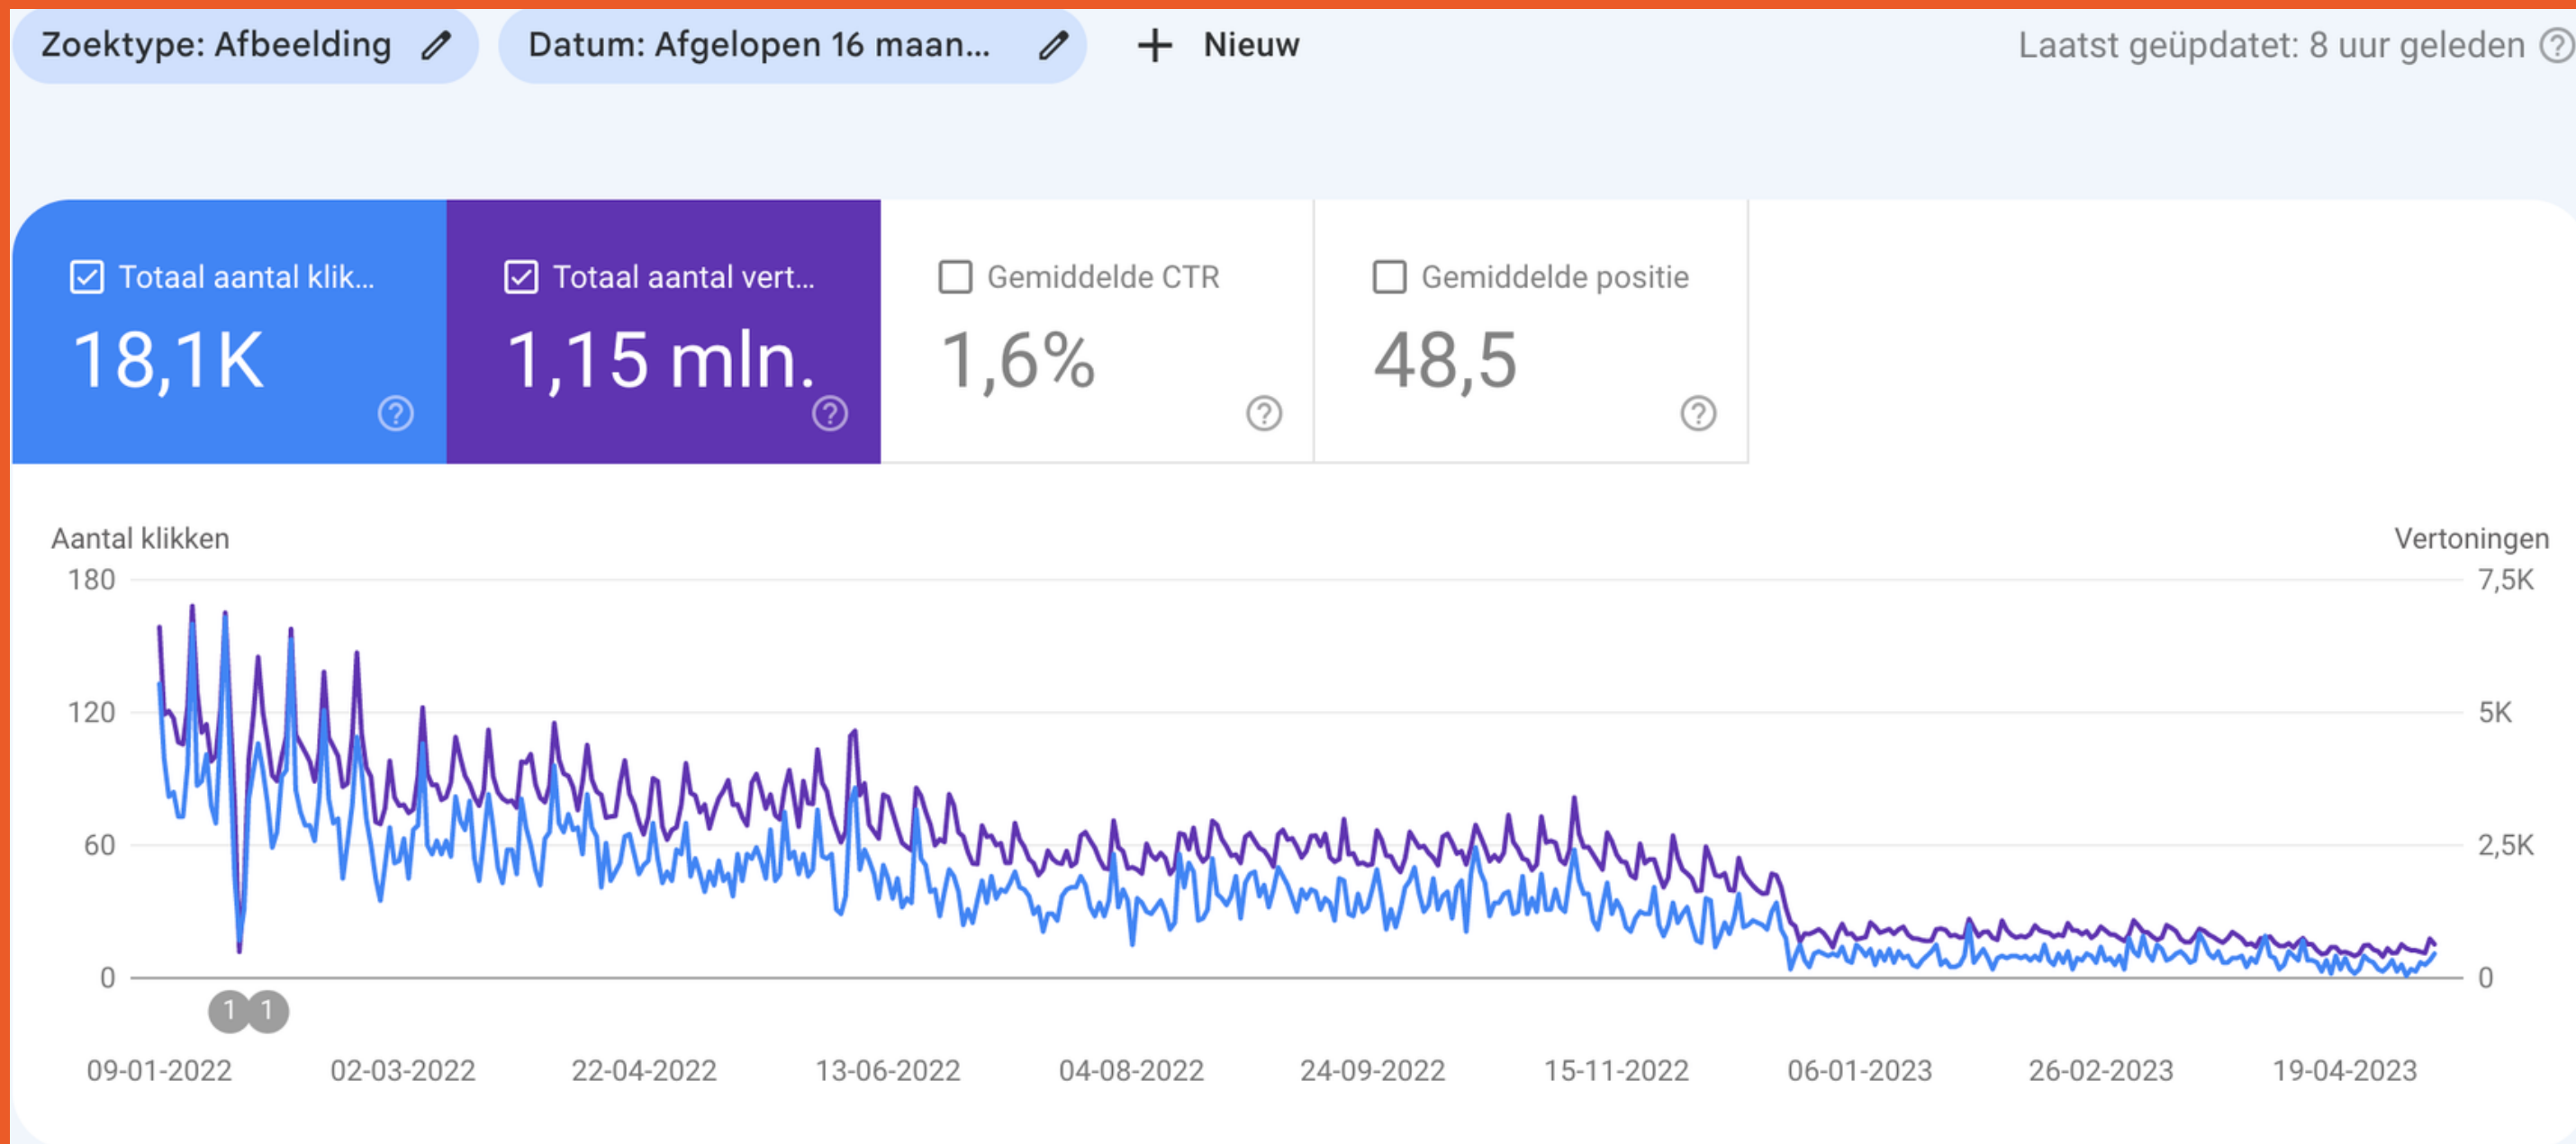 Zoektype: Afbeelding Datum: Afgelopen 16 maan... + Nieuw Laatst geüpdatet: 8 uur geleden
Totaal aantal klik... Totaal aantal vert... Gemiddelde CTR Gemiddelde positie
18,1K 1,15 mln. 1,6% 48,5
Aantal klikken Vertoningen
180 7,5K
120 5K
60 2,5K
0 0
1 1
09-01-2022 02-03-2022 22-04-2022 13-06-2022 04-08-2022 24-09-2022 15-11-2022 06-01-2023 26-02-2023 19-04-2023